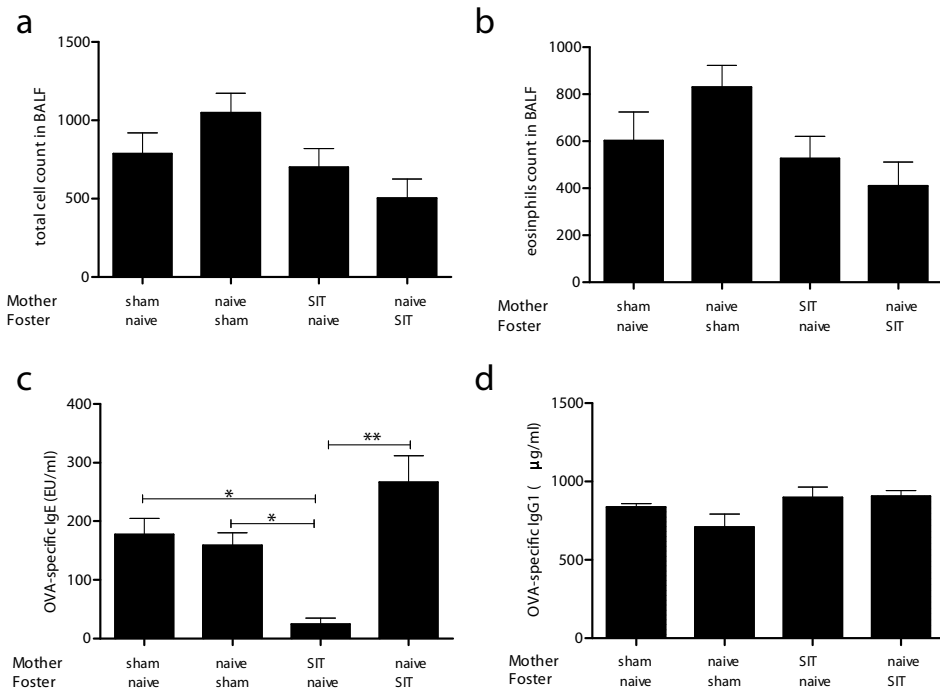 a
total cell count in BALF
1500
1000
500
0
Mother sham naive SIT naive
Foster naive sham naive SIT
b
eosinphils count in BALF
1000
800
600
400
200
0
Mother sham naive SIT naive
Foster naive sham naive SIT
c
OVA-specific IgE (EU/ml)
400
300
200
100
0
**
*
*
Mother sham naive SIT naive
Foster naive sham naive SIT
d
OVA-specific IgG1 ( µg/ml)
1500
1000
500
0
Mother sham naive SIT naive
Foster naive sham naive SIT